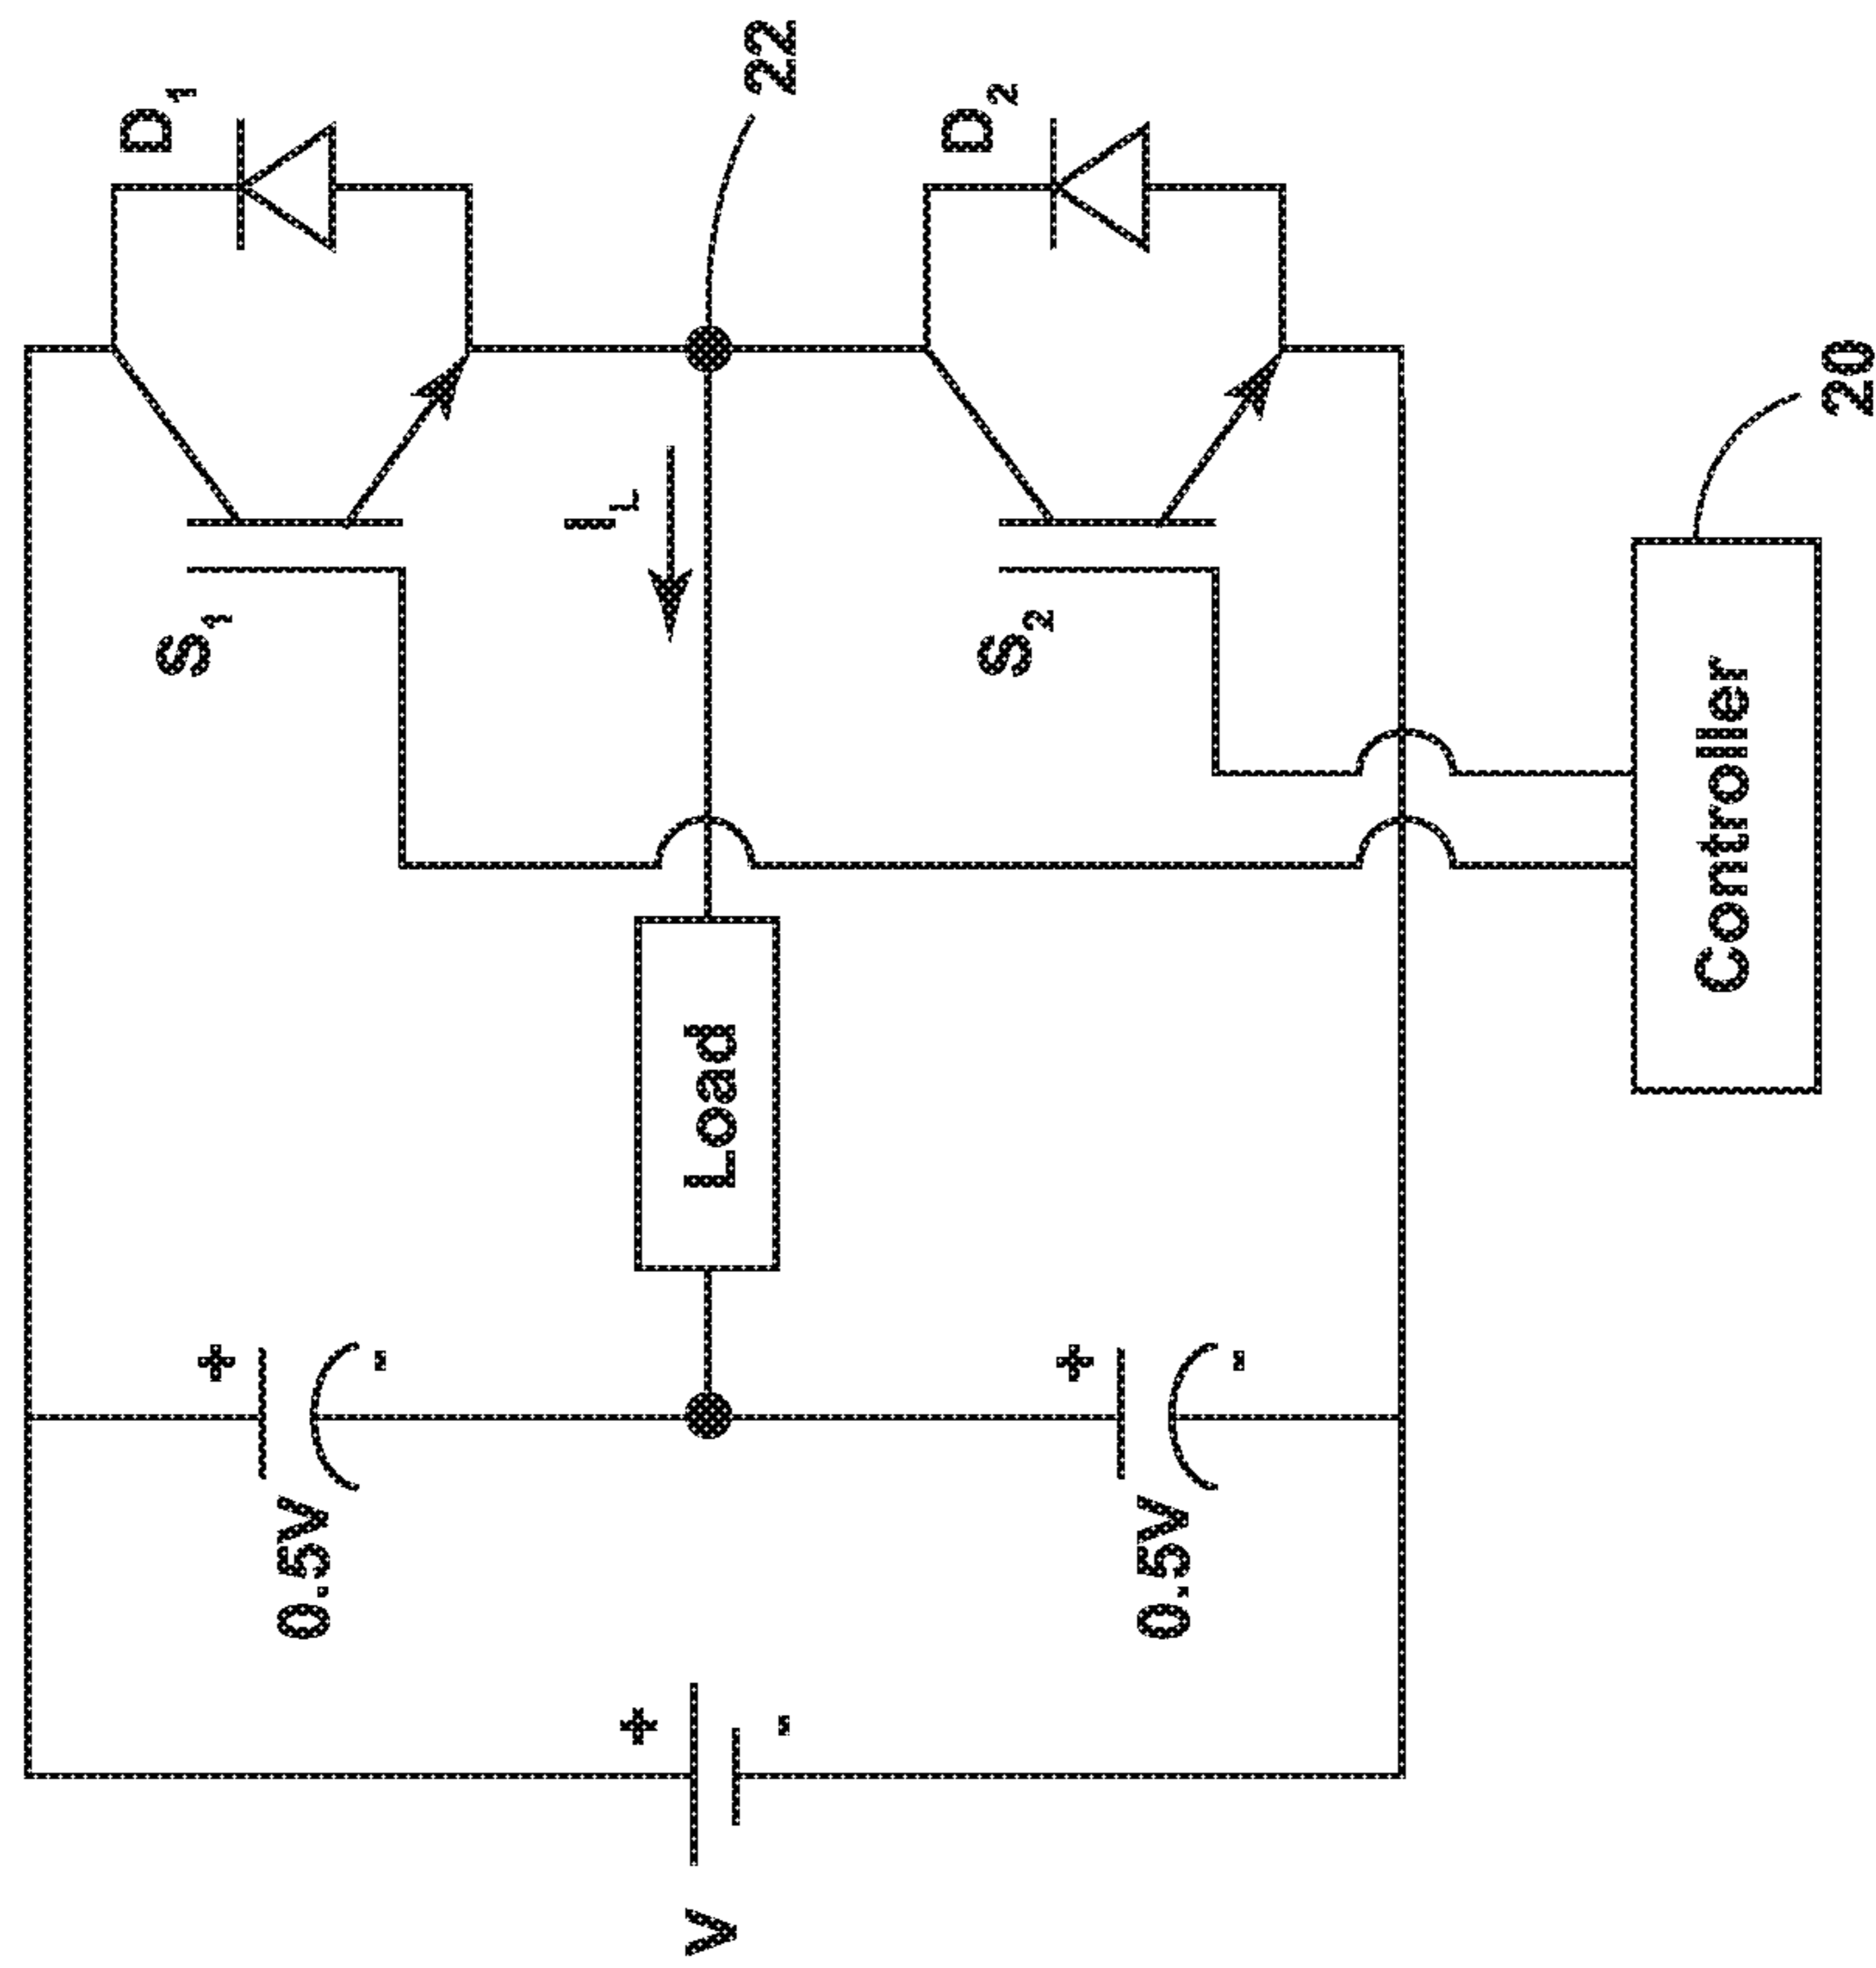 V
+
-
0.5V
+
-
0.5V
+
-
Load
Controller
20
S1
D1
IL
22
S2
D2